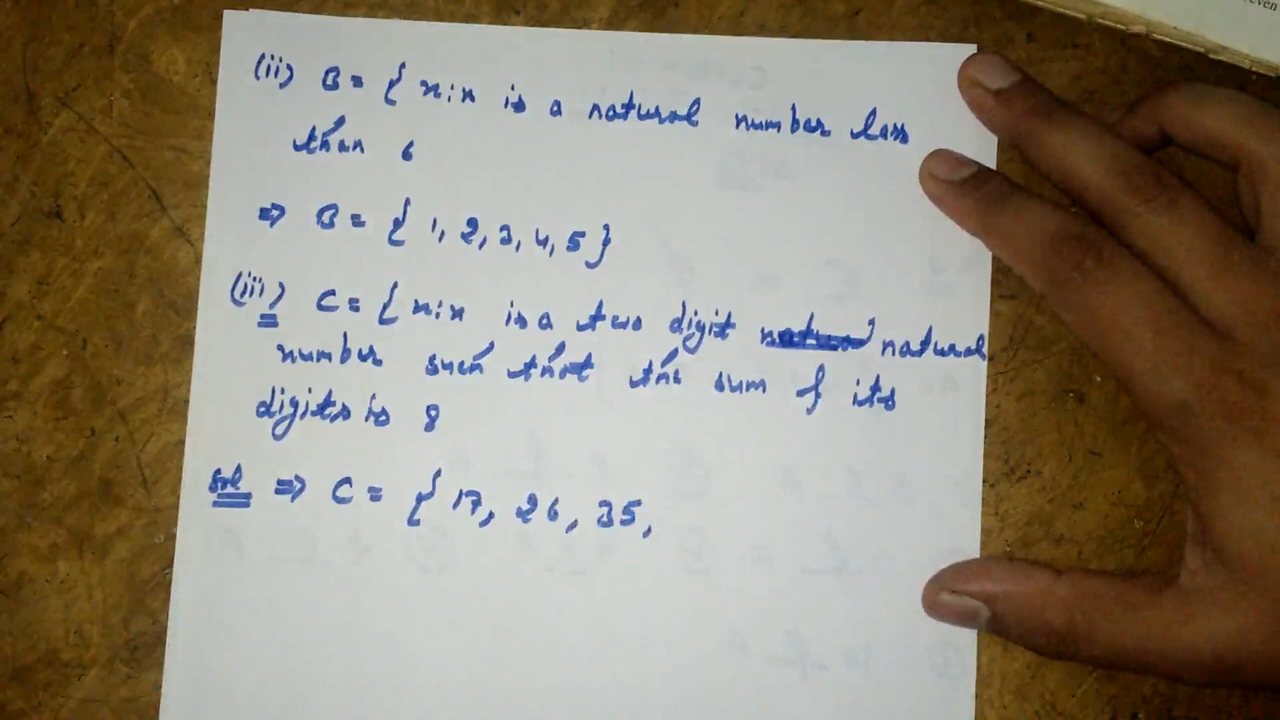 even
(ii) B = { x:x is a natural number less
than 6
⇒ B = { 1, 2, 3, 4, 5 }
(iii) C = { x:x is a two digit natural
number such that the sum of its
digits is 8
Sol ⇒ C = { 17, 26, 35,